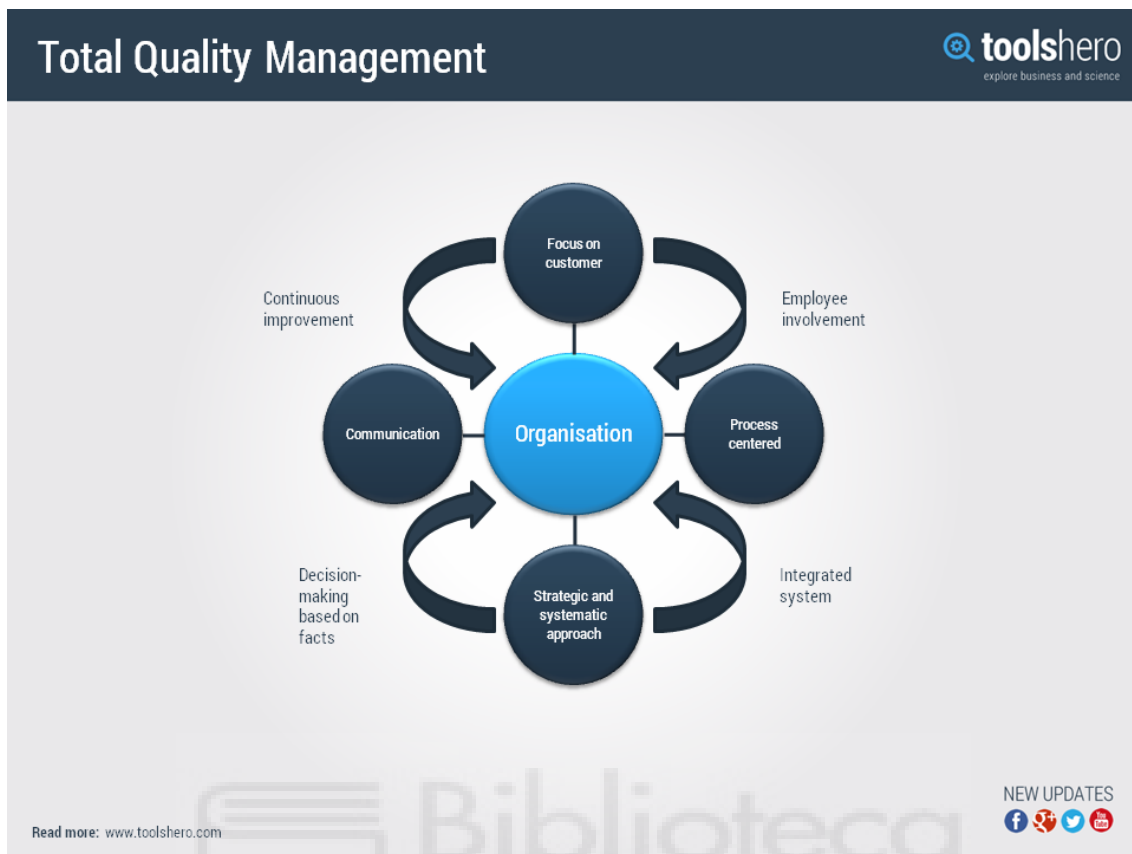 Total Quality Management
toolshero
explore business and science
Focus on
customer
Continuous
improvement
Employee
involvement
Communication
Organisation
Process
centered
Decision-
making
based on
facts
Strategic and
systematic
approach
Integrated
system
NEW UPDATES
f g+ You Tube
Read more: www.toolshero.com
Biblioteca